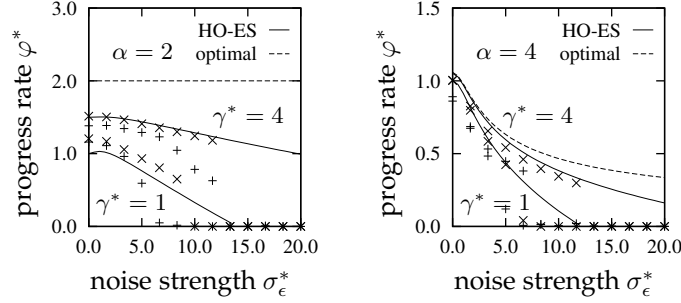 3.0
2.0
1.0
0.0
progress rate φ*
α = 2
HO-ES
optimal
γ* = 4
γ* = 1
0.0 5.0 10.0 15.0 20.0
noise strength σ*ϵ
1.5
1.0
0.5
0.0
progress rate φ*
HO-ES
optimal
α = 4
γ* = 4
γ* = 1
0.0 5.0 10.0 15.0 20.0
noise strength σ*ϵ